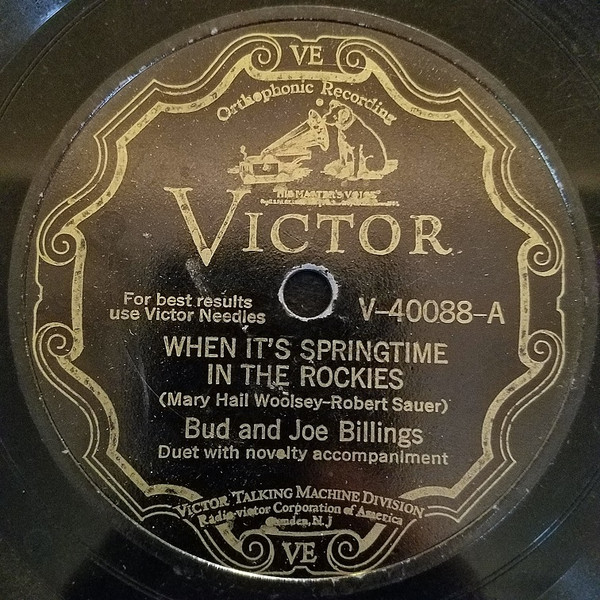 VE
Orthophonic Recording
"HIS MASTER'S VOICE"
VICTOR
For best results
use Victor Needles
V-40088-A
WHEN IT'S SPRINGTIME
IN THE ROCKIES
(Mary Hail Woolsey-Robert Sauer)
Bud and Joe Billings
Duet with novelty accompaniment
VICTOR TALKING MACHINE DIVISION
Radio-victor Corporation of America
Camden, N. J
VE